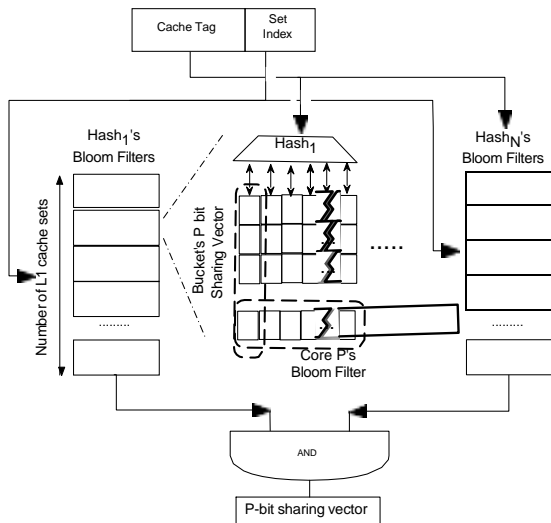 Cache Tag
Set
Index
Hash1's
Bloom Filters
Hash1
HashN's
Bloom Filters
Number of L1 cache sets
Bucket's P bit
Sharing Vector
.....
...
...
...
...
.........
.........
Core P's
Bloom Filter
AND
P-bit sharing vector